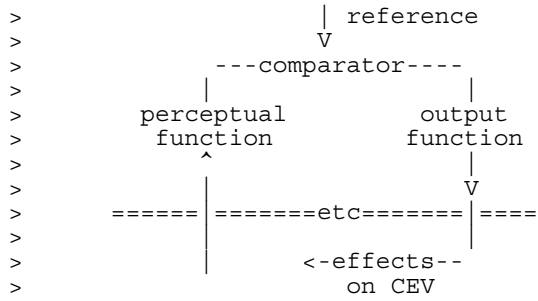 >                  | reference
>                  V
>          ---comparator----
>         |                 |
>     perceptual         output
>      function         function
>         ^                 |
>         |                 V
>   ======|=======etc=======|====
>         |                 |
>         |      <-effects--
>                  on CEV